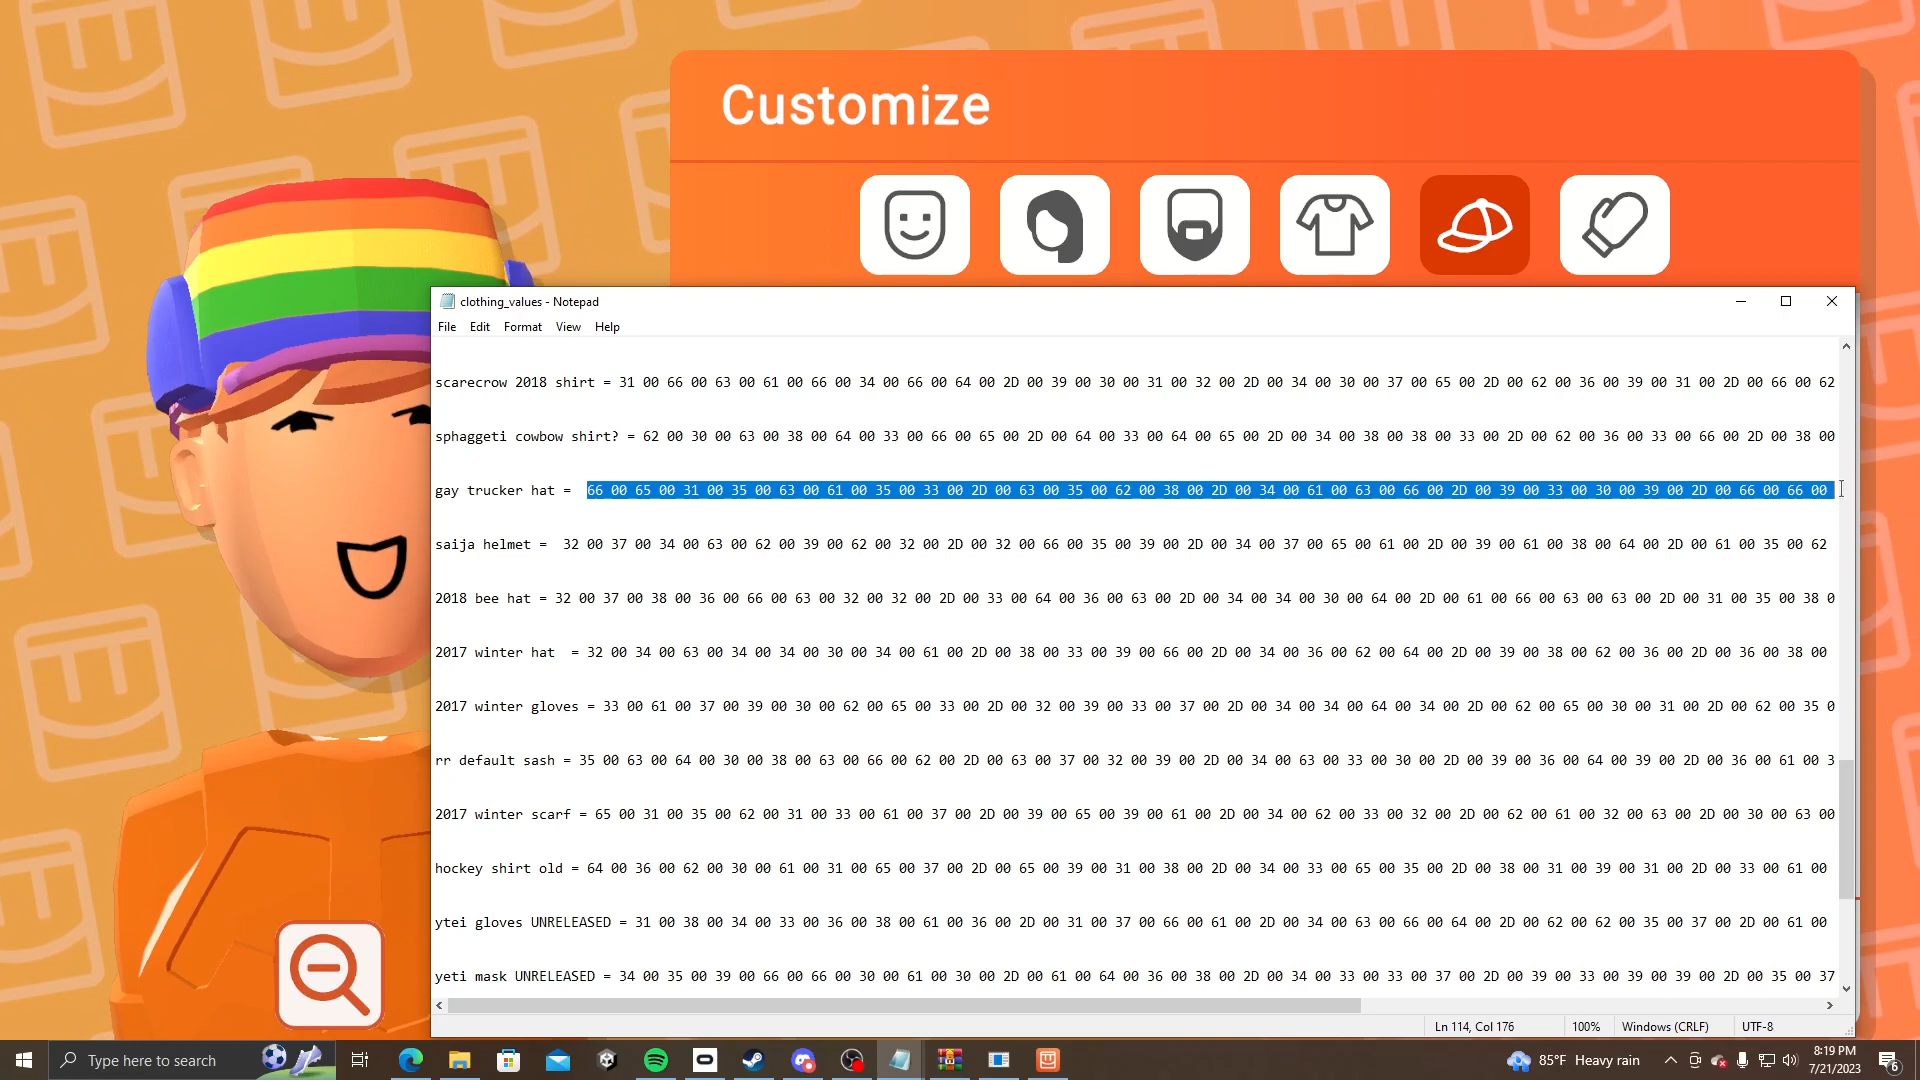 Customize
clothing_values - Notepad
File Edit Format View Help
scarecrow 2018 shirt = 31 00 66 00 63 00 61 00 66 00 34 00 66 00 64 00 2D 00 39 00 30 00 31 00 32 00 2D 00 34 00 30 00 37 00 65 00 2D 00 62 00 36 00 39 00 31 00 2D 00 66 00 62
sphaggeti cowbow shirt? = 62 00 30 00 63 00 38 00 64 00 33 00 66 00 65 00 2D 00 64 00 33 00 64 00 65 00 2D 00 34 00 38 00 38 00 33 00 2D 00 62 00 36 00 33 00 66 00 2D 00 38 00
gay trucker hat = 66 00 65 00 31 00 35 00 63 00 61 00 35 00 33 00 2D 00 63 00 35 00 62 00 38 00 2D 00 34 00 61 00 63 00 66 00 2D 00 39 00 33 00 30 00 39 00 2D 00 66 00 66 00
saija helmet = 32 00 37 00 34 00 63 00 62 00 39 00 62 00 32 00 2D 00 32 00 66 00 35 00 39 00 2D 00 34 00 37 00 65 00 61 00 2D 00 39 00 61 00 38 00 64 00 2D 00 61 00 35 00 62
2018 bee hat = 32 00 37 00 38 00 36 00 66 00 63 00 32 00 32 00 2D 00 33 00 64 00 36 00 63 00 2D 00 34 00 34 00 30 00 64 00 2D 00 61 00 66 00 63 00 63 00 2D 00 31 00 35 00 38 0
2017 winter hat = 32 00 34 00 63 00 34 00 34 00 30 00 34 00 61 00 2D 00 38 00 33 00 39 00 66 00 2D 00 34 00 36 00 62 00 64 00 2D 00 39 00 38 00 62 00 36 00 2D 00 36 00 38 00
2017 winter gloves = 33 00 61 00 37 00 39 00 30 00 62 00 65 00 33 00 2D 00 32 00 39 00 33 00 37 00 2D 00 34 00 34 00 64 00 34 00 2D 00 62 00 65 00 30 00 31 00 2D 00 62 00 35 0
rr default sash = 35 00 63 00 64 00 30 00 38 00 63 00 66 00 62 00 2D 00 63 00 37 00 32 00 39 00 2D 00 34 00 63 00 33 00 30 00 2D 00 39 00 36 00 64 00 39 00 2D 00 36 00 61 00 3
2017 winter scarf = 65 00 31 00 35 00 62 00 31 00 33 00 61 00 37 00 2D 00 39 00 65 00 39 00 61 00 2D 00 34 00 62 00 33 00 32 00 2D 00 62 00 61 00 32 00 63 00 2D 00 30 00 63 00
hockey shirt old = 64 00 36 00 62 00 30 00 61 00 31 00 65 00 37 00 2D 00 65 00 39 00 31 00 38 00 2D 00 34 00 33 00 65 00 35 00 2D 00 38 00 31 00 39 00 31 00 2D 00 33 00 61 00
ytei gloves UNRELEASED = 31 00 38 00 34 00 33 00 36 00 38 00 61 00 36 00 2D 00 31 00 37 00 66 00 61 00 2D 00 34 00 63 00 66 00 64 00 2D 00 62 00 62 00 35 00 37 00 2D 00 61 00
yeti mask UNRELEASED = 34 00 35 00 39 00 66 00 66 00 30 00 61 00 30 00 2D 00 61 00 64 00 36 00 38 00 2D 00 34 00 33 00 33 00 37 00 2D 00 39 00 33 00 39 00 39 00 2D 00 35 00 37
Ln 114, Col 176 100% Windows (CRLF) UTF-8
Type here to search
85°F Heavy rain
8:19 PM
7/21/2023
6